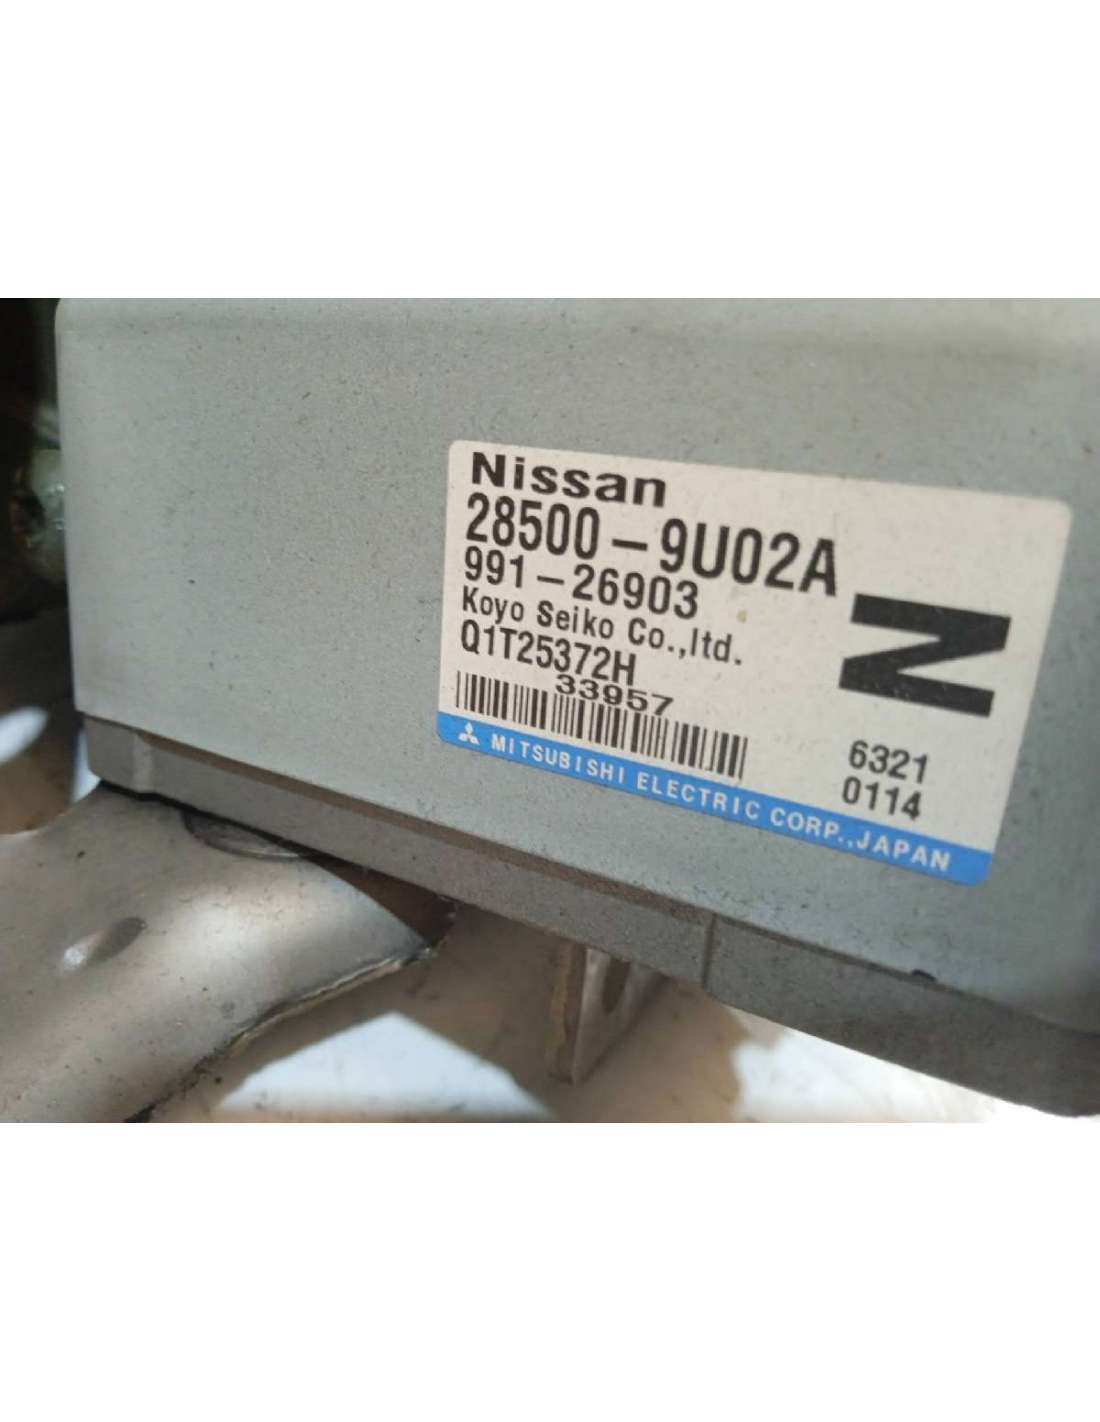 Nissan
28500-9U02A
991-26903
Koyo Seiko Co.,ltd.
Q1T25372H
33957
N
6321
0114
MITSUBISHI ELECTRIC CORP.,JAPAN